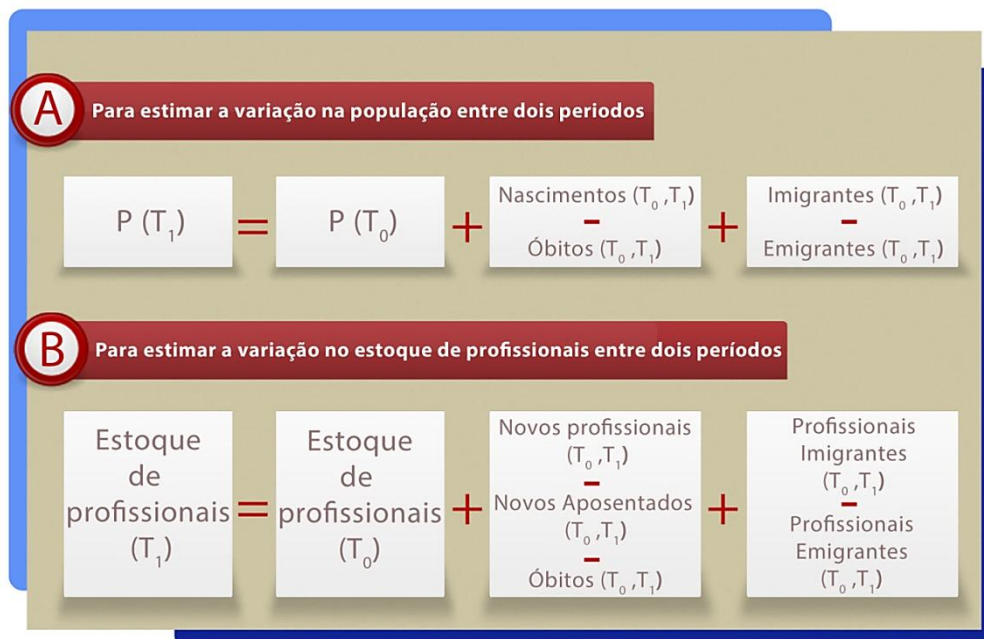 A
Para estimar a variação na população entre dois periodos
P (T₁) = P (T₀) + Nascimentos (T₀ ,T₁) - Óbitos (T₀ ,T₁) + Imigrantes (T₀ ,T₁) - Emigrantes (T₀ ,T₁)
B
Para estimar a variação no estoque de profissionais entre dois períodos
Estoque
de
profissionais
(T₁)
=
Estoque
de
profissionais
(T₀)
+
Novos profissionais
(T₀ ,T₁)
-
Novos Aposentados
(T₀ ,T₁)
-
Óbitos (T₀ ,T₁)
+
Profissionais
Imigrantes
(T₀ ,T₁)
-
Profissionais
Emigrantes
(T₀ ,T₁)